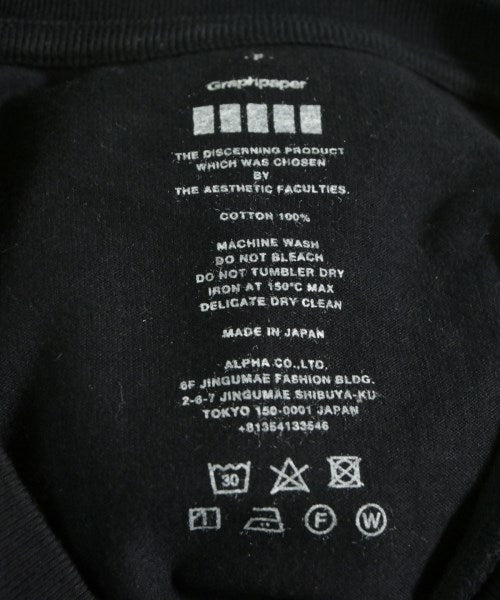 F
Graphpaper
THE DISCERNING PRODUCT
WHICH WAS CHOSEN
BY
THE AESTHETIC FACULTIES.
COTTON 100%
MACHINE WASH
DO NOT BLEACH
DO NOT TUMBLER DRY
IRON AT 150°C MAX
DELICATE DRY CLEAN
MADE IN JAPAN
ALPHA CO., LTD.
6F JINGUMAE FASHION BLDG.
2-6-7 JINGUMAE SHIBUYA-KU
TOKYO 150-0001 JAPAN
+81354133546
30
F W